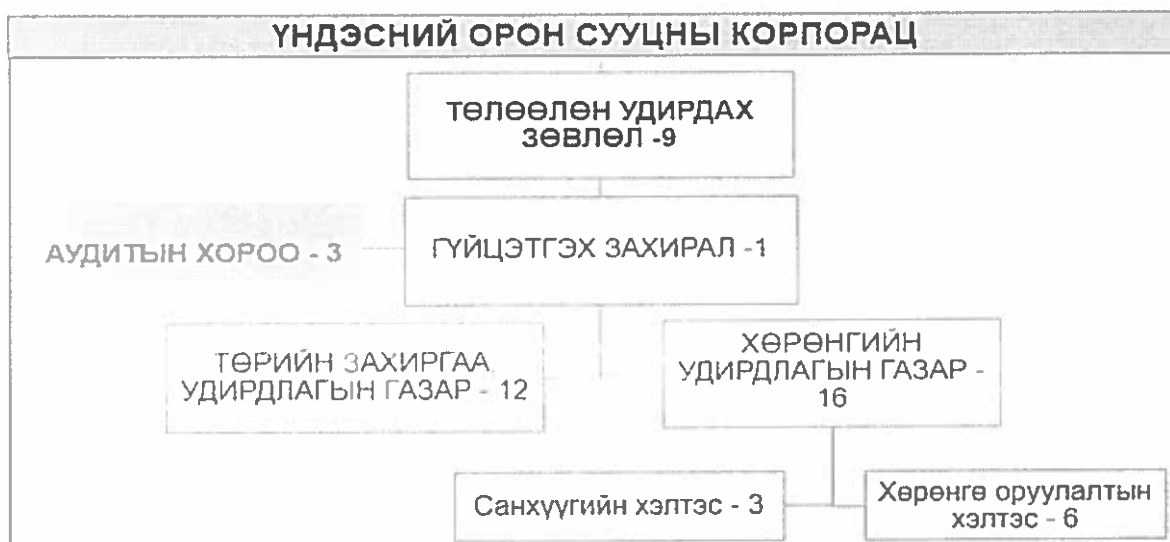 ҮНДЭСНИЙ ОРОН СУУЦНЫ КОРПОРАЦ
ТӨЛӨӨЛӨН УДИРДАХ
ЗӨВЛӨЛ -9
АУДИТЫН ХОРОО - 3
ГҮЙЦЭТГЭХ ЗАХИРАЛ -1
ТӨРИЙН ЗАХИРГАА
УДИРДЛАГЫН ГАЗАР - 12
ХӨРӨНГИЙН
УДИРДЛАГЫН ГАЗАР -
16
Санхүүгийн хэлтэс - 3
Хөрөнгө оруулалтын
хэлтэс - 6